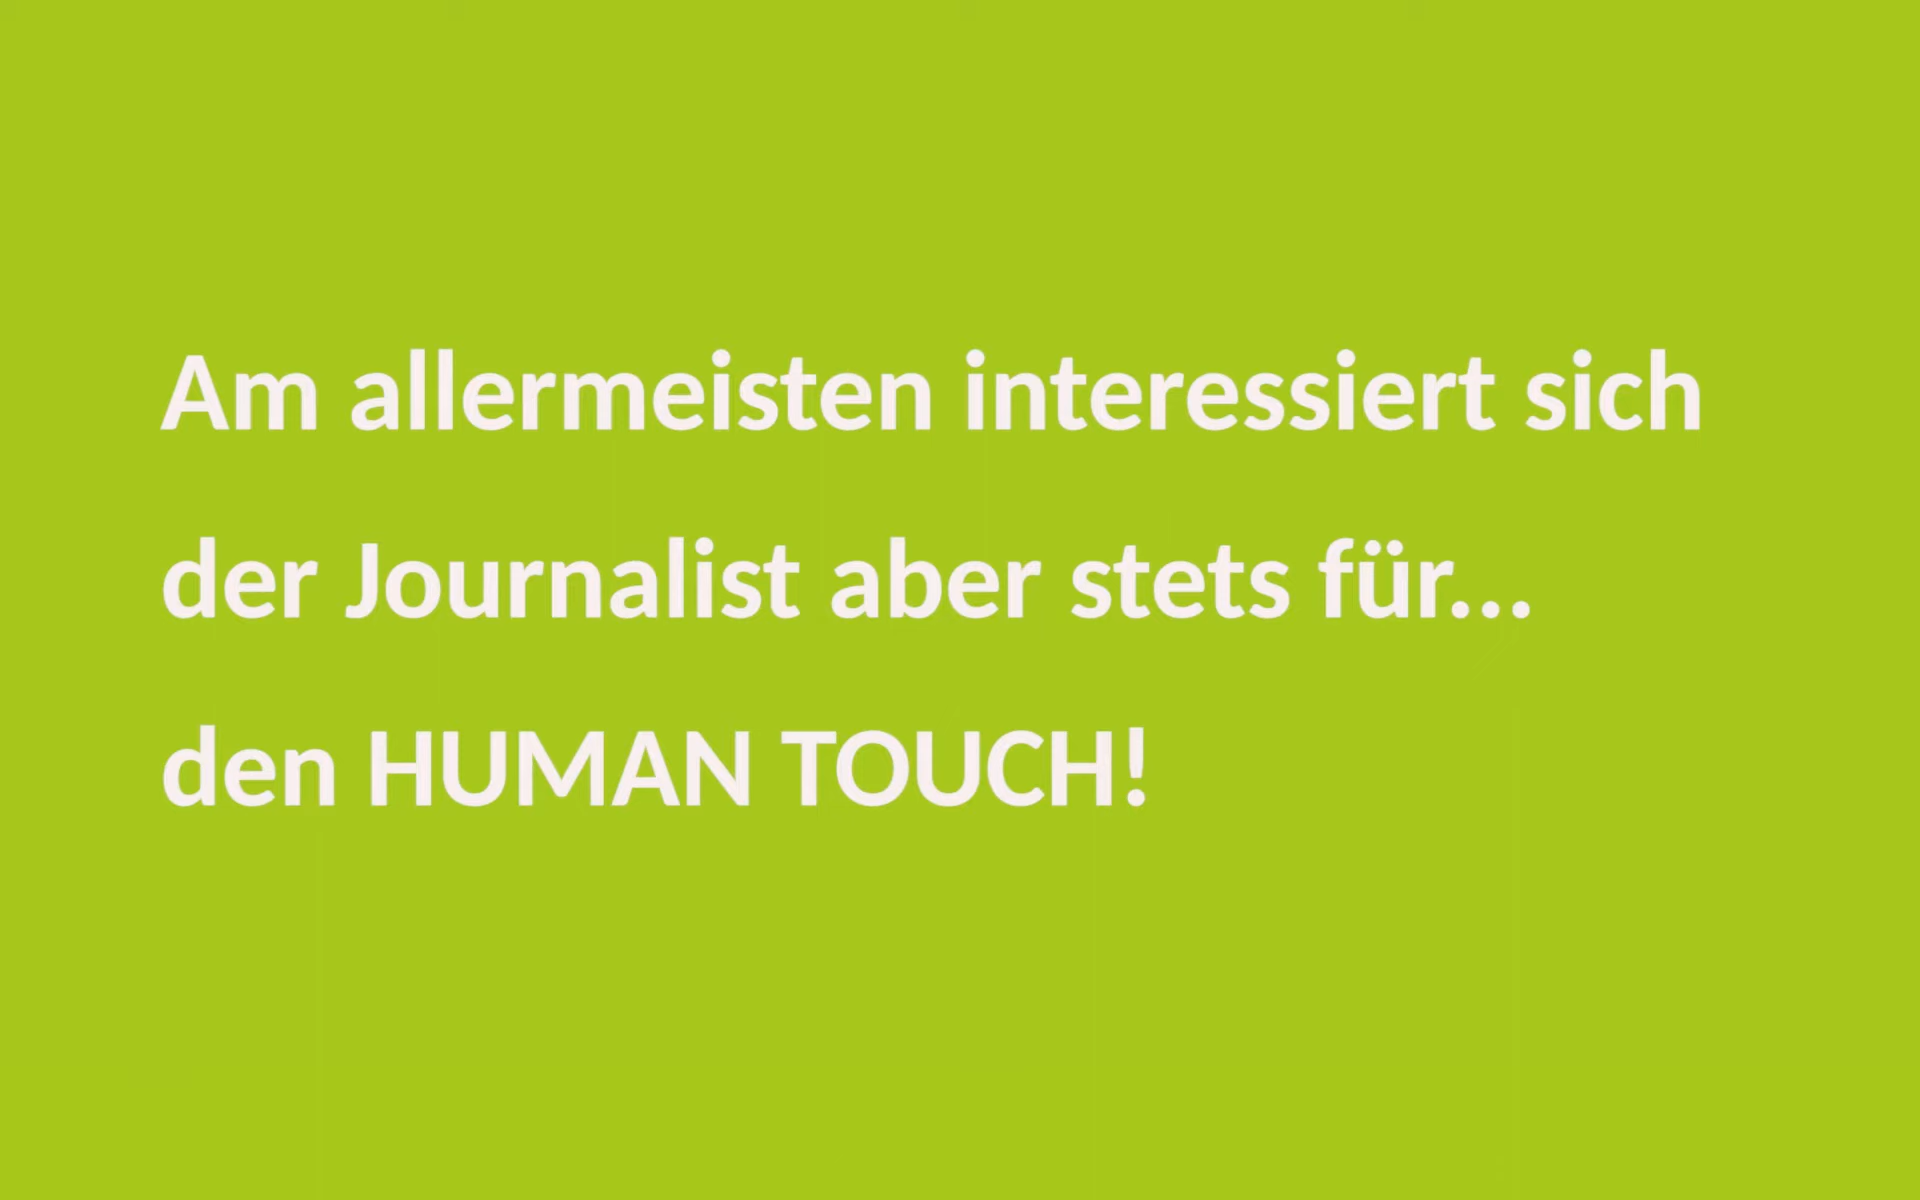 Am allermeisten interessiert sich
der Journalist aber stets für...
den HUMAN TOUCH!